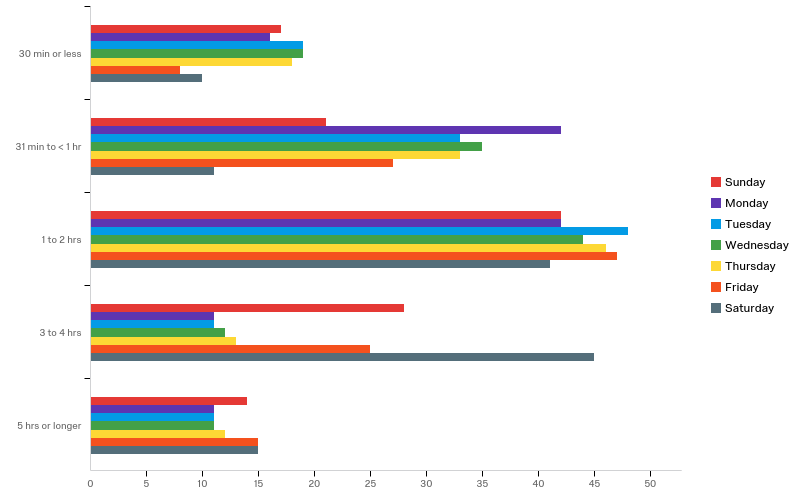 30 min or less
31 min to < 1 hr
1 to 2 hrs
3 to 4 hrs
5 hrs or longer
0 5 10 15 20 25 30 35 40 45 50
Sunday
Monday
Tuesday
Wednesday
Thursday
Friday
Saturday